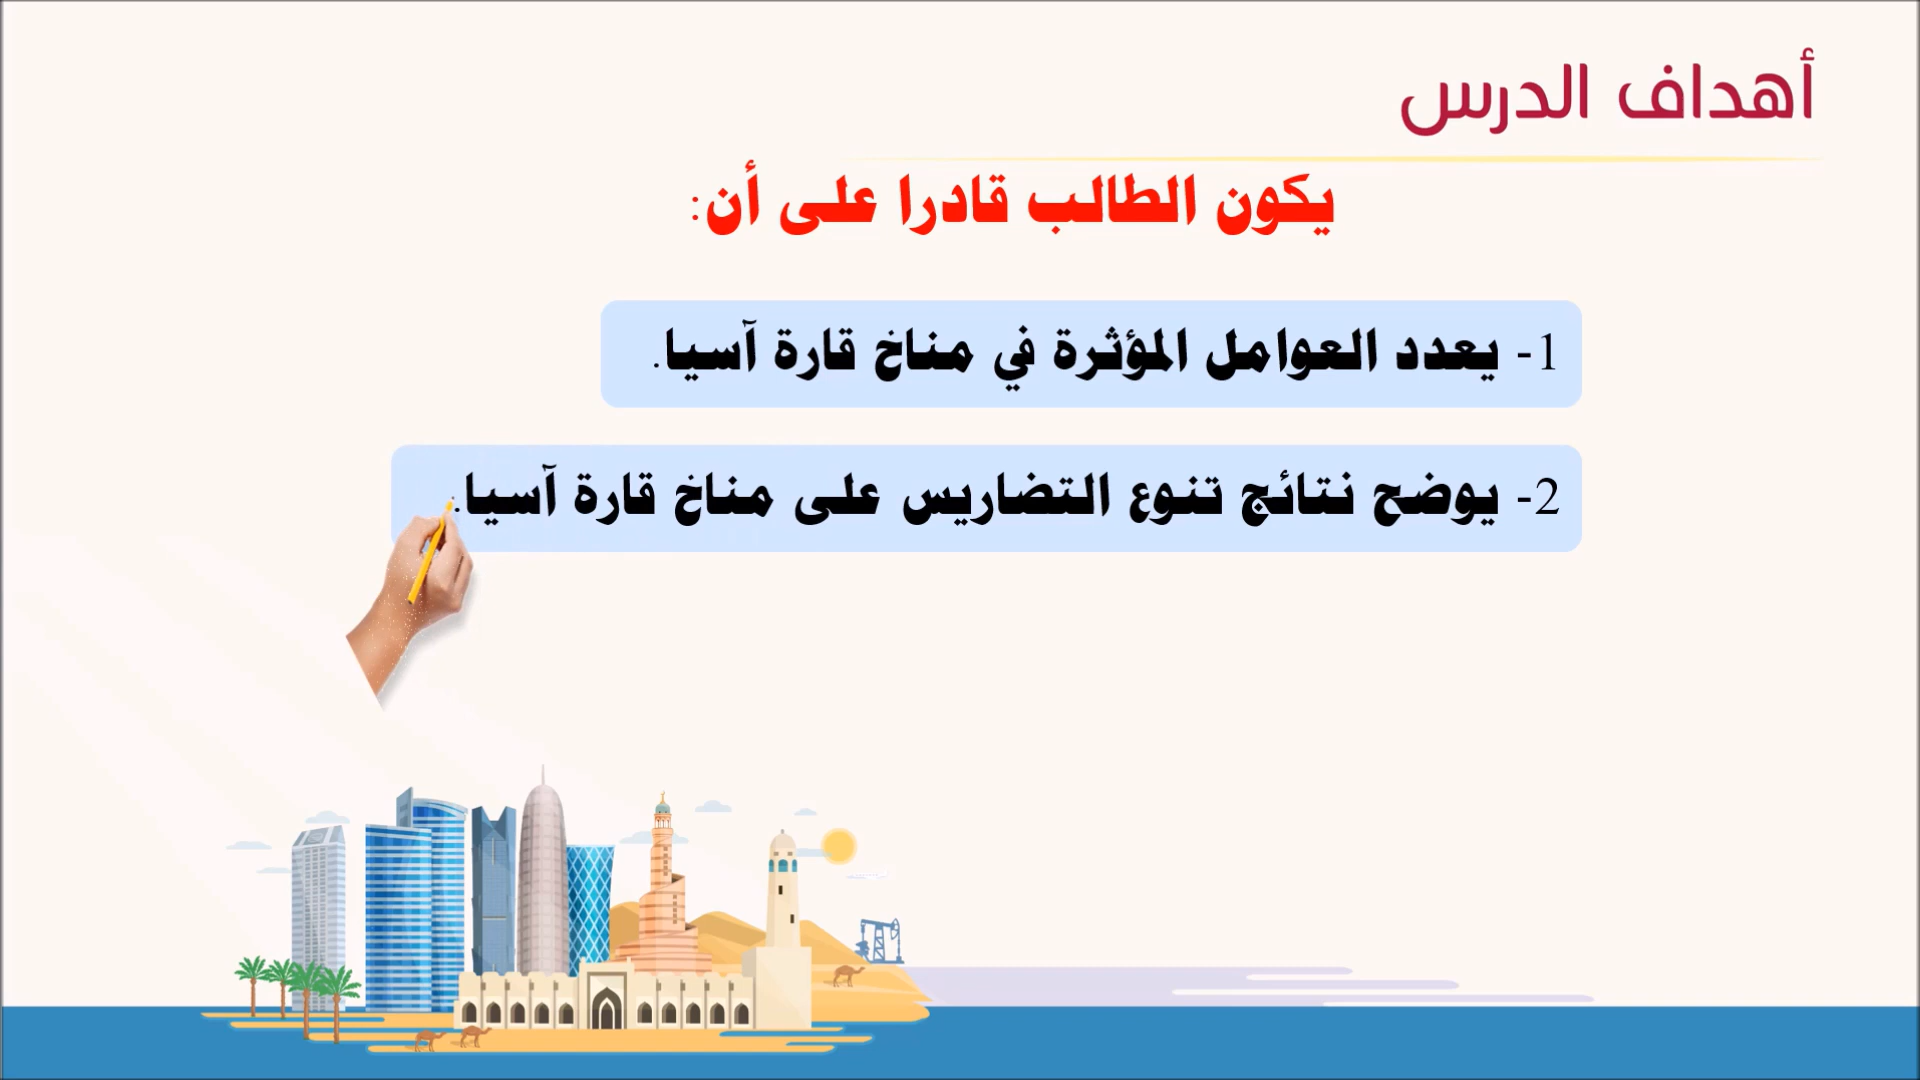 أهداف الدرس
يكون الطالب قادرا على أن:
1- يعدد العوامل المؤثرة في مناخ قارة آسيا.
2- يوضح نتائج تنوع التضاريس على مناخ قارة آسيا.